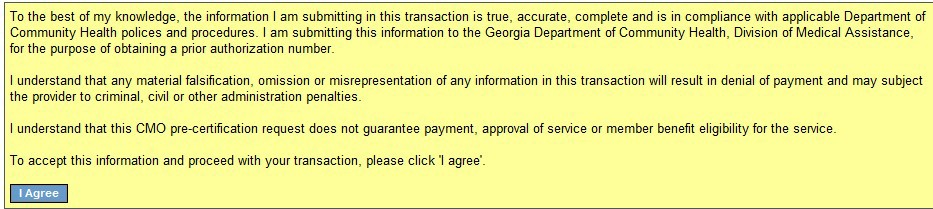 To the best of my knowledge, the information I am submitting in this transaction is true, accurate, complete and is in compliance with applicable Department of
Community Health polices and procedures. I am submitting this information to the Georgia Department of Community Health, Division of Medical Assistance,
for the purpose of obtaining a prior authorization number.
I understand that any material falsification, omission or misrepresentation of any information in this transaction will result in denial of payment and may subject
the provider to criminal, civil or other administration penalties.
I understand that this CMO pre-certification request does not guarantee payment, approval of service or member benefit eligibility for the service.
To accept this information and proceed with your transaction, please click 'I agree'.
I Agree